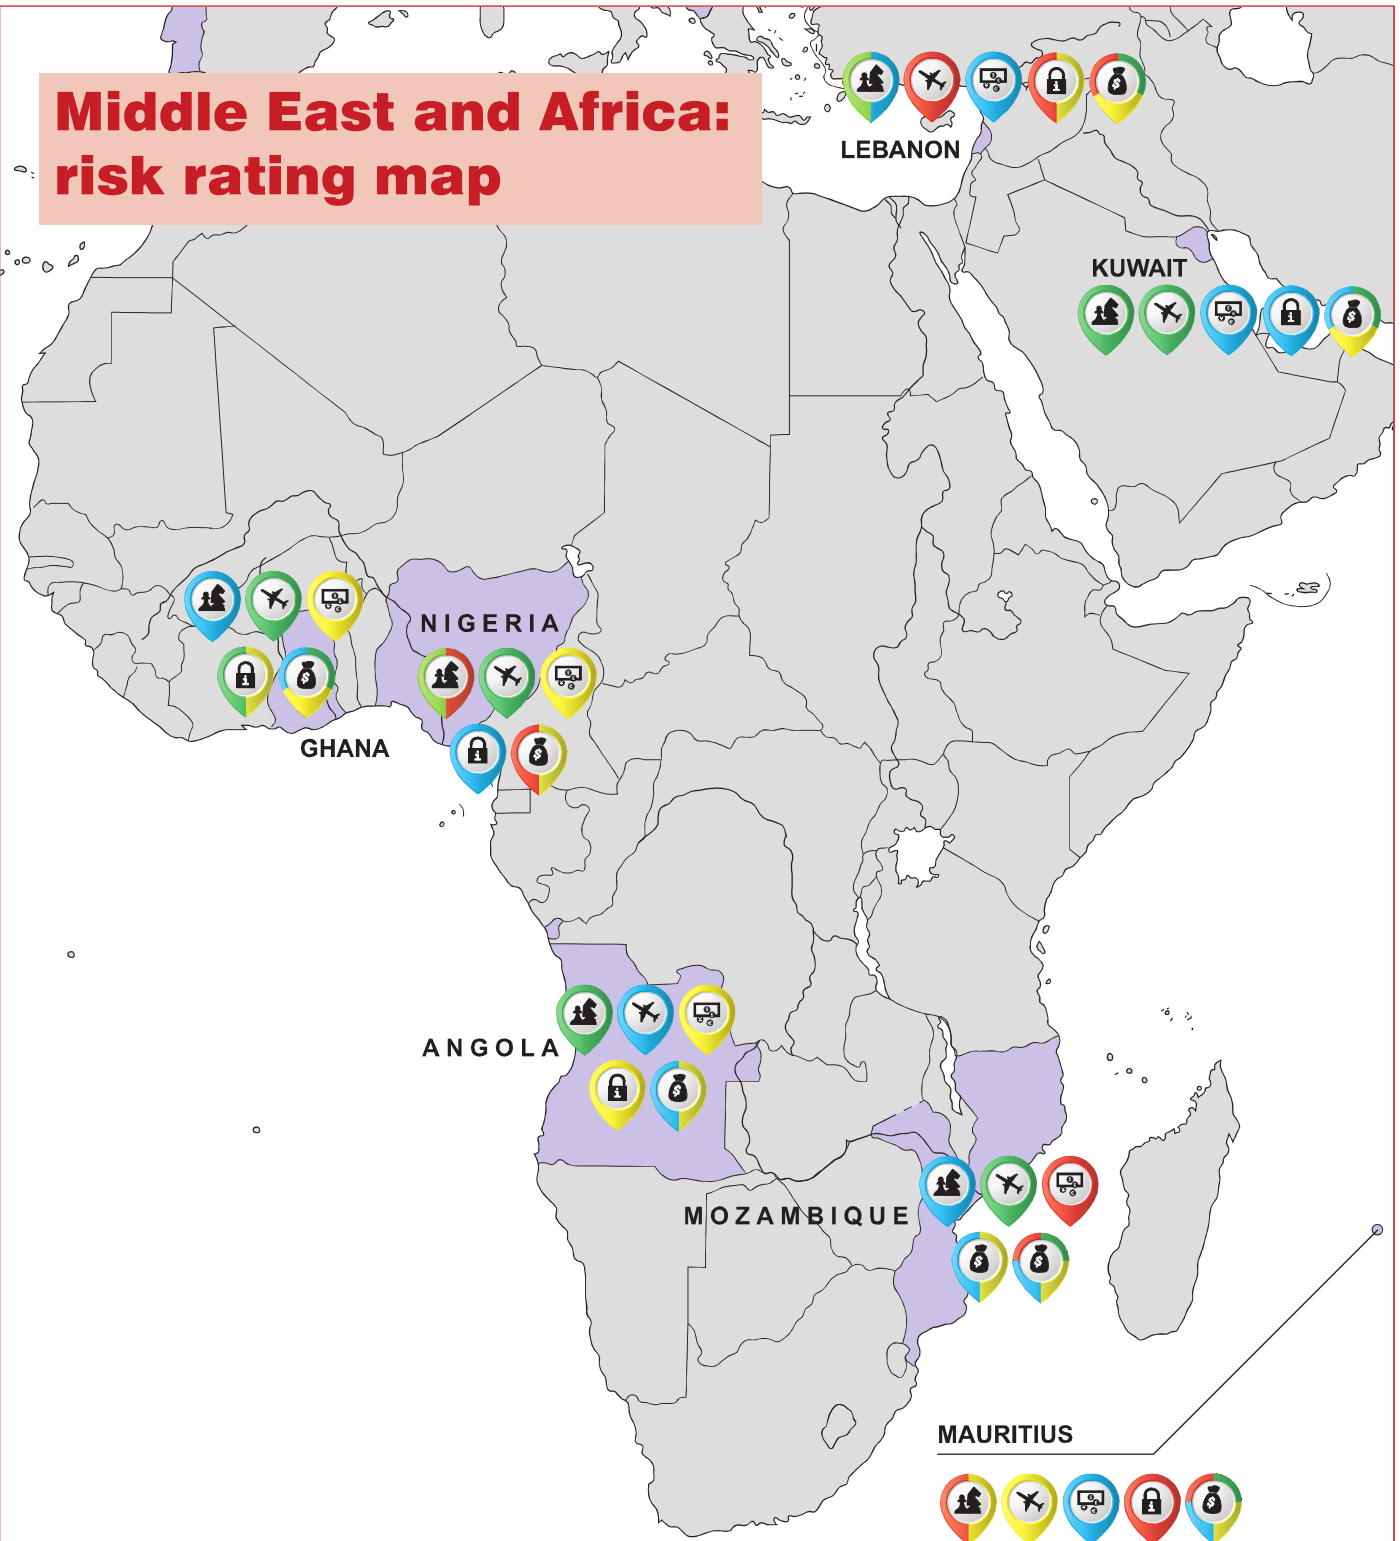 Middle East and Africa:
risk rating map
LEBANON
KUWAIT
NIGERIA
GHANA
ANGOLA
MOZAMBIQUE
MAURITIUS